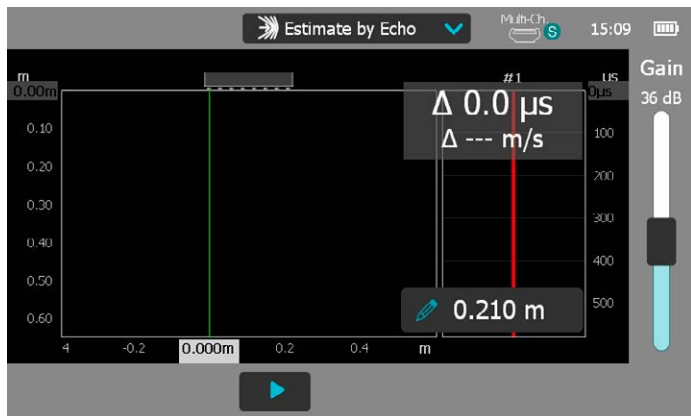 Estimate by Echo
Multi-Ch.
S
15:09
m
#1
µs
Gain
0.00m
0µs
36 dB
Δ 0.0 µs
Δ --- m/s
0.10
100
0.20
200
0.30
300
0.40
400
0.50
500
0.210 m
0.60
4
-0.2
0.000m
0.2
0.4
m